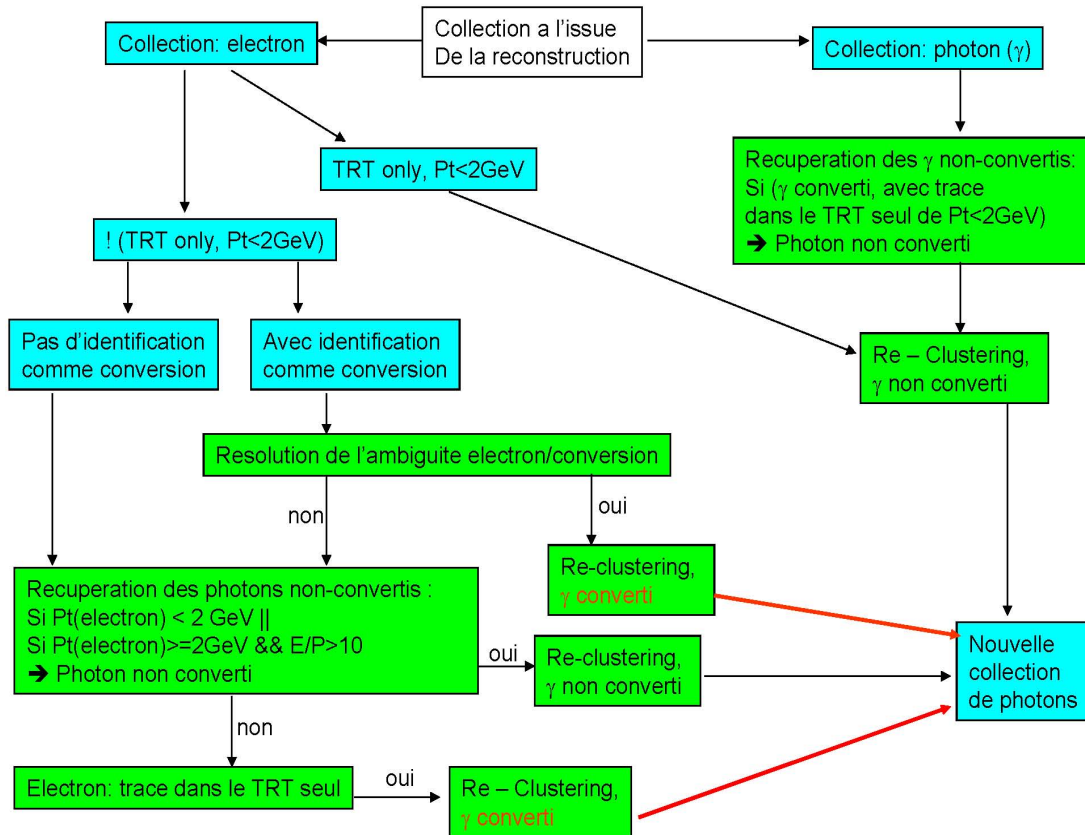 Collection: electron
Collection a l'issue
De la reconstruction
Collection: photon (γ)
TRT only, Pt<2GeV
Recuperation des γ non-convertis:
Si (γ converti, avec trace
dans le TRT seul de Pt<2GeV)
➔ Photon non converti
! (TRT only, Pt<2GeV)
Pas d'identification
comme conversion
Avec identification
comme conversion
Re – Clustering,
γ non converti
Resolution de l'ambiguite electron/conversion
non
oui
Re-clustering,
γ converti
Recuperation des photons non-convertis :
Si Pt(electron) < 2 GeV ||
Si Pt(electron)>=2GeV && E/P>10
➔ Photon non converti
oui
Re-clustering,
γ non converti
Nouvelle
collection
de photons
non
Electron: trace dans le TRT seul
oui
Re – Clustering,
γ converti